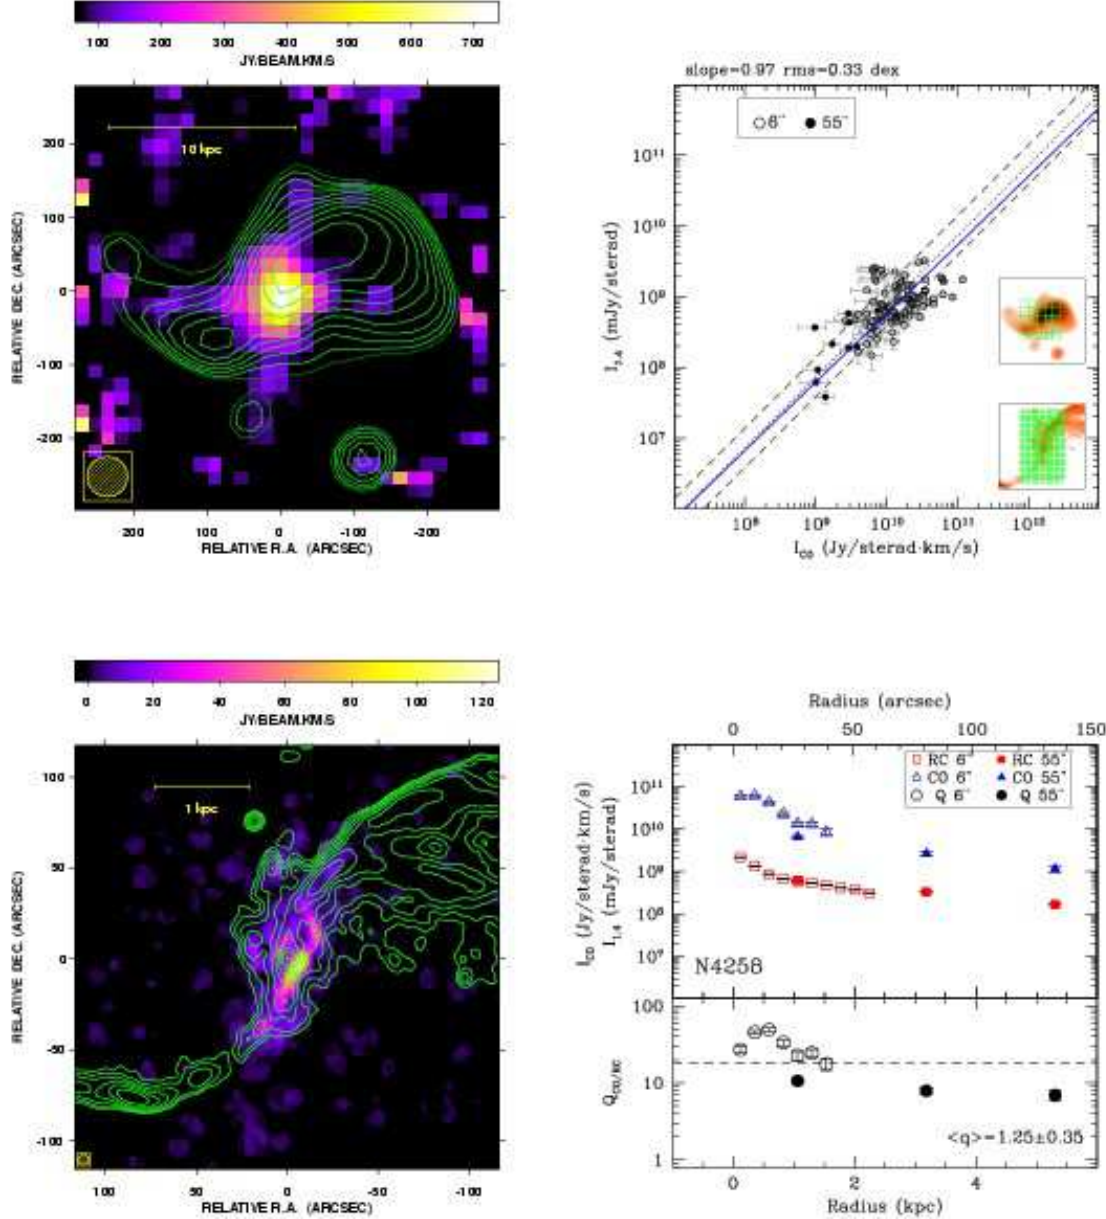 100 200 300 400 500 600 700
JY/BEAM.KM/S
10 kpc
200
100
0
-100
-200
RELATIVE DEC. (ARCSEC)
200 100 0 -100 -200
RELATIVE R.A. (ARCSEC)
slope=0.97 rms=0.33 dex
6" 55"
10¹¹
10¹⁰
10⁹
10⁸
10⁷
I₁.₄ (mJy/sterad)
10⁸ 10⁹ 10¹⁰ 10¹¹ 10¹²
I_CO (Jy/sterad·km/s)
0 20 40 60 80 100 120
JY/BEAM.KM/S
1 kpc
100
50
0
-50
-100
RELATIVE DEC. (ARCSEC)
100 50 0 -50 -100
RELATIVE R.A. (ARCSEC)
Radius (arcsec)
0 50 100 150
RC 6" RC 55"
CO 6" CO 55"
Q 6" Q 55"
10¹¹
10¹⁰
10⁹
10⁸
10⁹
I_CO (Jy/sterad·km/s)
I₁.₄ (mJy/sterad)
N4258
100
10
1
Q_CO/RC
<q>=1.25±0.35
0 2 4
Radius (kpc)